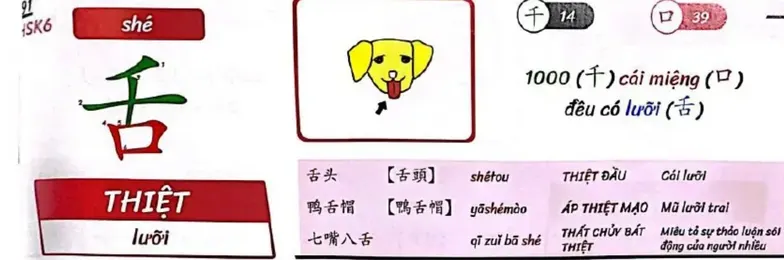 91
HSK6
shé
舌
THIỆT
lưỡi
千 14
口 39
1000 (千) cái miệng (口)
đều có lưỡi (舌)
舌头 【舌頭】 shétou THIỆT ĐẦU Cái lưỡi
鸭舌帽 【鴨舌帽】 yāshémào ÁP THIỆT MẠO Mũ lưỡi trai
七嘴八舌 qī zuǐ bā shé THẤT CHỦY BÁT THIỆT Miêu tả sự thảo luận sôi động của người nhiều